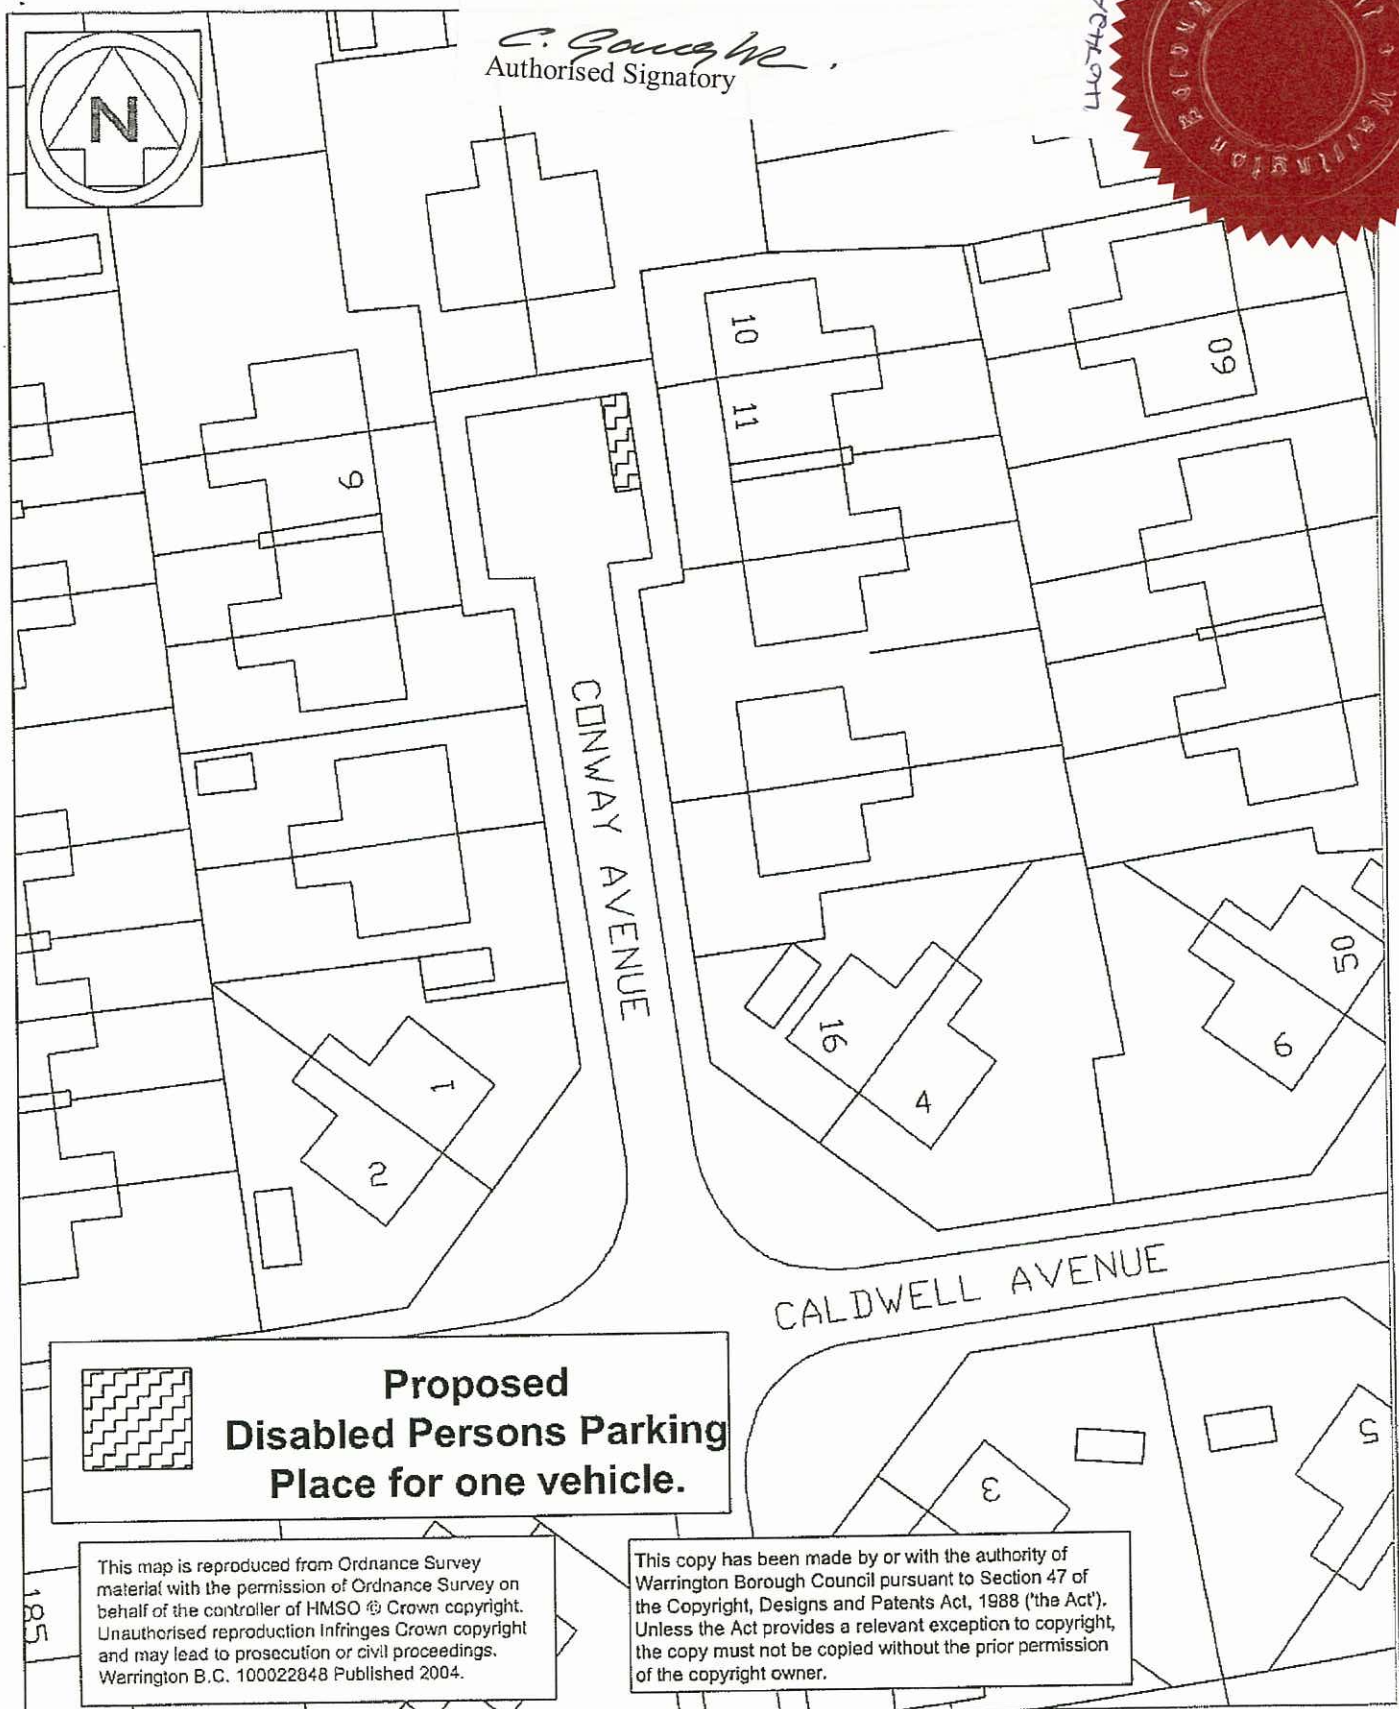 C. Gough
Authorised Signatory
N
10
11
60
9
CONWAY AVENUE
50
16
6
1
4
2
CALDWELL AVENUE
Proposed
Disabled Persons Parking
Place for one vehicle.
5
3
This map is reproduced from Ordnance Survey
material with the permission of Ordnance Survey on
behalf of the controller of HMSO © Crown copyright.
Unauthorised reproduction Infringes Crown copyright
and may lead to prosecution or civil proceedings.
Warrington B.C. 100022848 Published 2004.
This copy has been made by or with the authority of
Warrington Borough Council pursuant to Section 47 of
the Copyright, Designs and Patents Act, 1988 ('the Act').
Unless the Act provides a relevant exception to copyright,
the copy must not be copied without the prior permission
of the copyright owner.
185